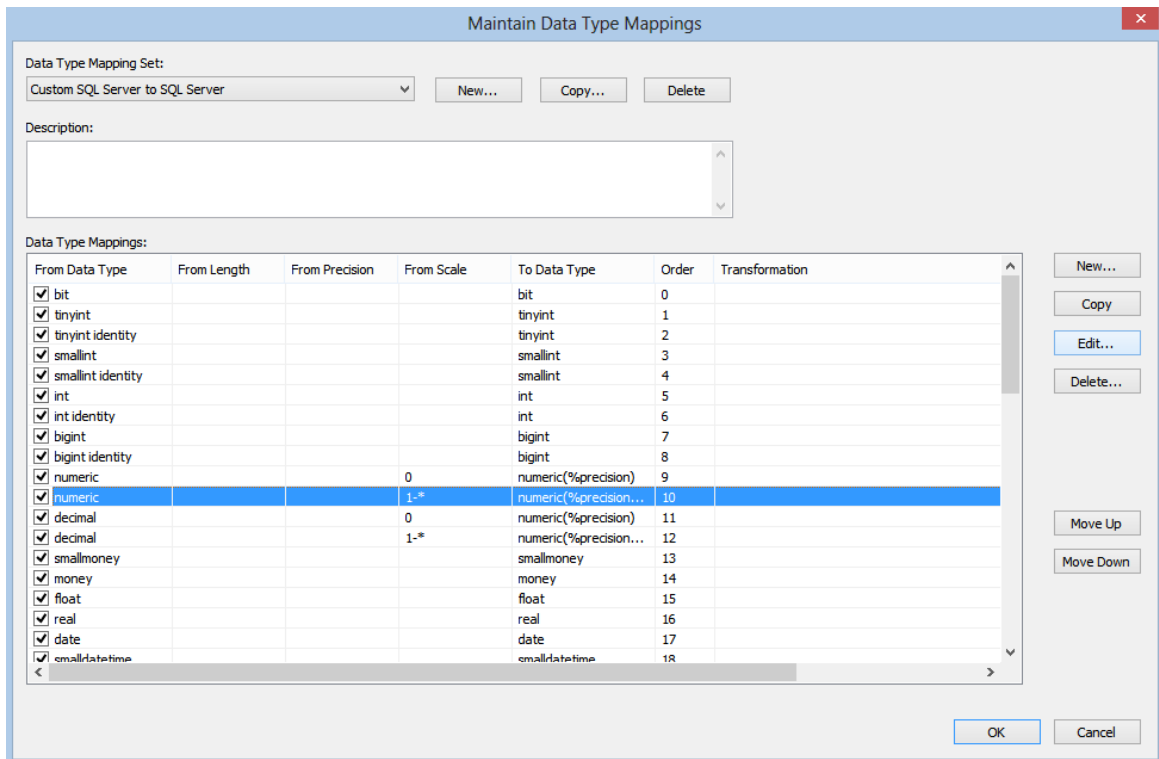 Maintain Data Type Mappings
Data Type Mapping Set:
Custom SQL Server to SQL Server New... Copy... Delete
Description:
Data Type Mappings:
From Data Type From Length From Precision From Scale To Data Type Order Transformation
bit bit 0
tinyint tinyint 1
tinyint identity tinyint 2
smallint smallint 3
smallint identity smallint 4
int int 5
int identity int 6
bigint bigint 7
bigint identity bigint 8
numeric 0 numeric(%precision) 9
numeric 1-* numeric(%precision... 10
decimal 0 numeric(%precision) 11
decimal 1-* numeric(%precision... 12
smallmoney smallmoney 13
money money 14
float float 15
real real 16
date date 17
smalldatetime smalldatetime 18
New...
Copy
Edit...
Delete...
Move Up
Move Down
OK Cancel